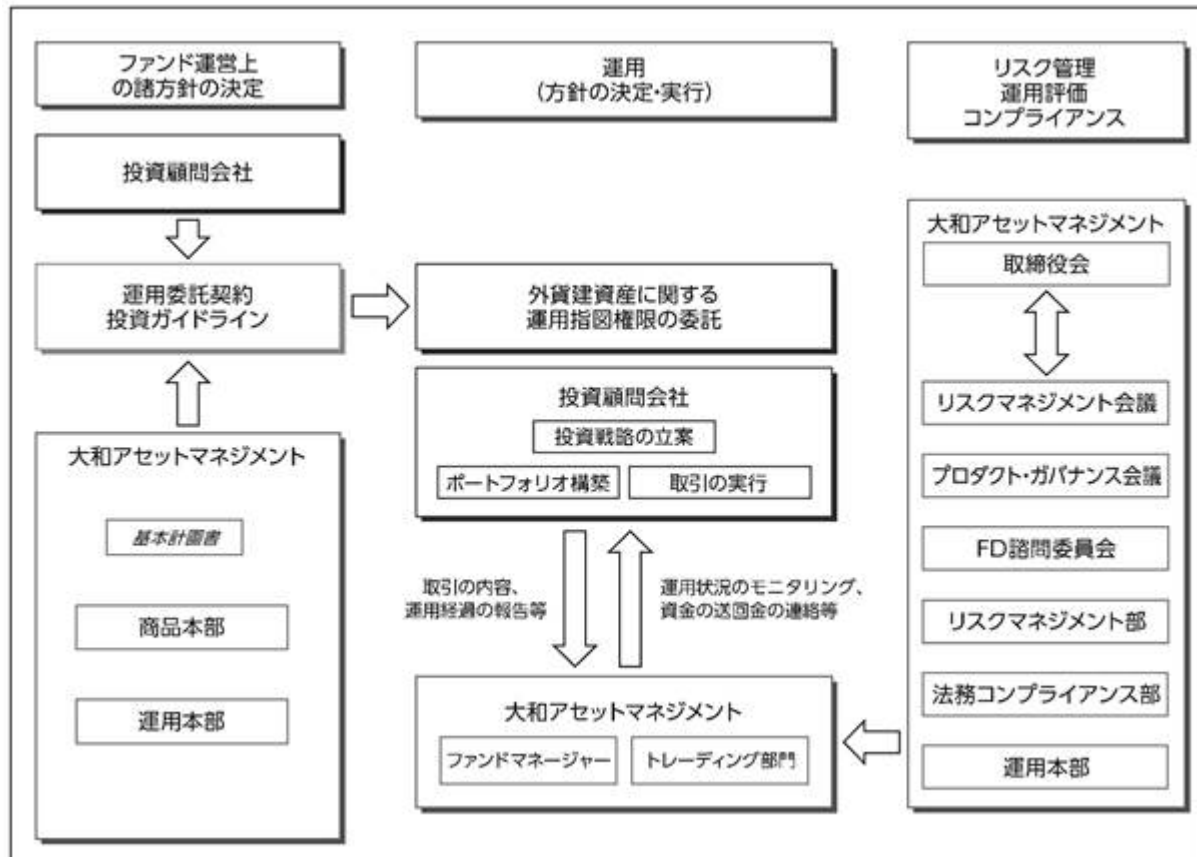 ファンド運営上
の諸方針の決定
投資顧問会社
運用委託契約
投資ガイドライン
大和アセットマネジメント
基本計画書
商品本部
運用本部
運用
(方針の決定・実行)
外貨建資産に関する
運用指図権限の委託
投資顧問会社
投資戦略の立案
ポートフォリオ構築
取引の実行
取引の内容、
運用経過の報告等
運用状況のモニタリング、
資金の送回金の連絡等
大和アセットマネジメント
ファンドマネージャー
トレーディング部門
リスク管理
運用評価
コンプライアンス
大和アセットマネジメント
取締役会
リスクマネジメント会議
プロダクト・ガバナンス会議
FD諮問委員会
リスクマネジメント部
法務コンプライアンス部
運用本部